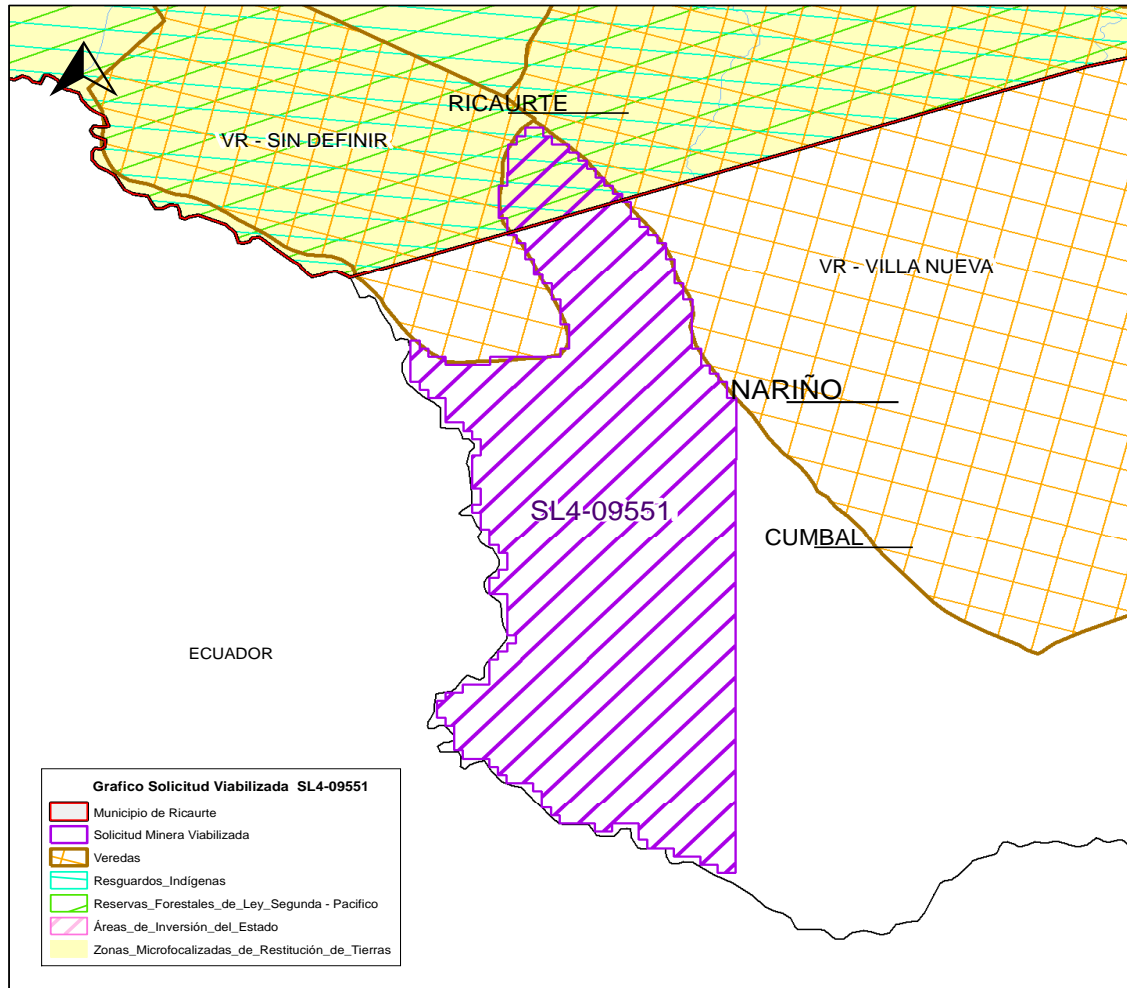 RICAURTE
VR - SIN DEFINIR
VR - VILLA NUEVA
NARIÑO
SL4-09551
CUMBAL
ECUADOR
Grafico Solicitud Viabilizada SL4-09551
Municipio de Ricaurte
Solicitud Minera Viabilizada
Veredas
Resguardos_Indígenas
Reservas_Forestales_de_Ley_Segunda - Pacifico
Áreas_de_Inversión_del_Estado
Zonas_Microfocalizadas_de_Restitución_de_Tierras